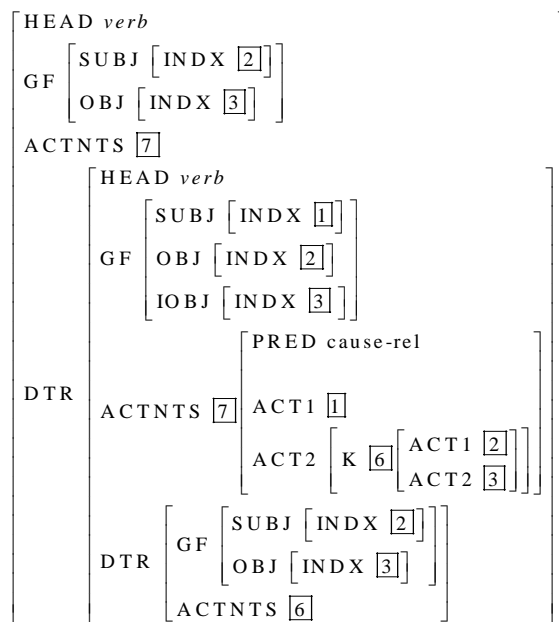 HEAD verb
GF SUBJ INDX 2
OBJ INDX 3
ACTNTS 7
DTR HEAD verb
GF SUBJ INDX 1
OBJ INDX 2
IOBJ INDX 3
ACTNTS 7 PRED cause-rel
ACT1 1
ACT2 K 6 ACT1 2
ACT2 3
DTR GF SUBJ INDX 2
OBJ INDX 3
ACTNTS 6